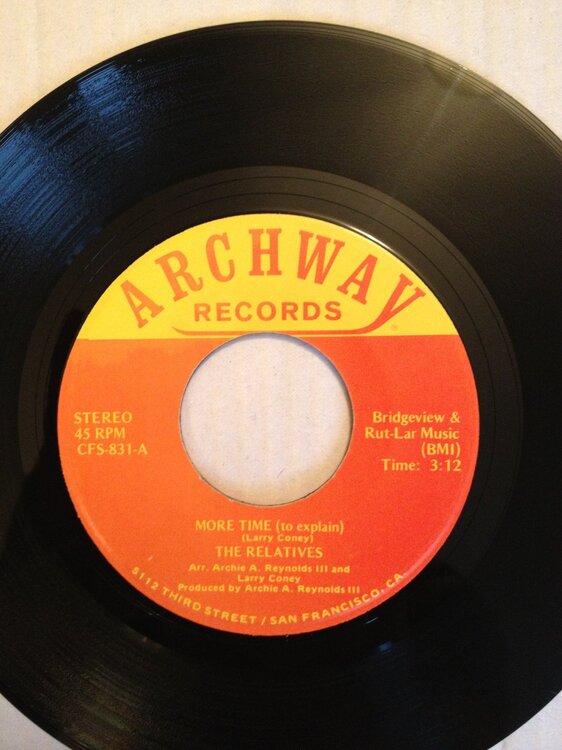 ARCHWAY
RECORDS
®
STEREO
45 RPM
CFS-831-A
Bridgeview &
Rut-Lar Music
(BMI)
Time: 3:12
MORE TIME (to explain)
(Larry Coney)
THE RELATIVES
Arr. Archie A. Reynolds III and
Larry Coney
Produced by Archie A. Reynolds III
5112 THIRD STREET / SAN FRANCISCO, CA.